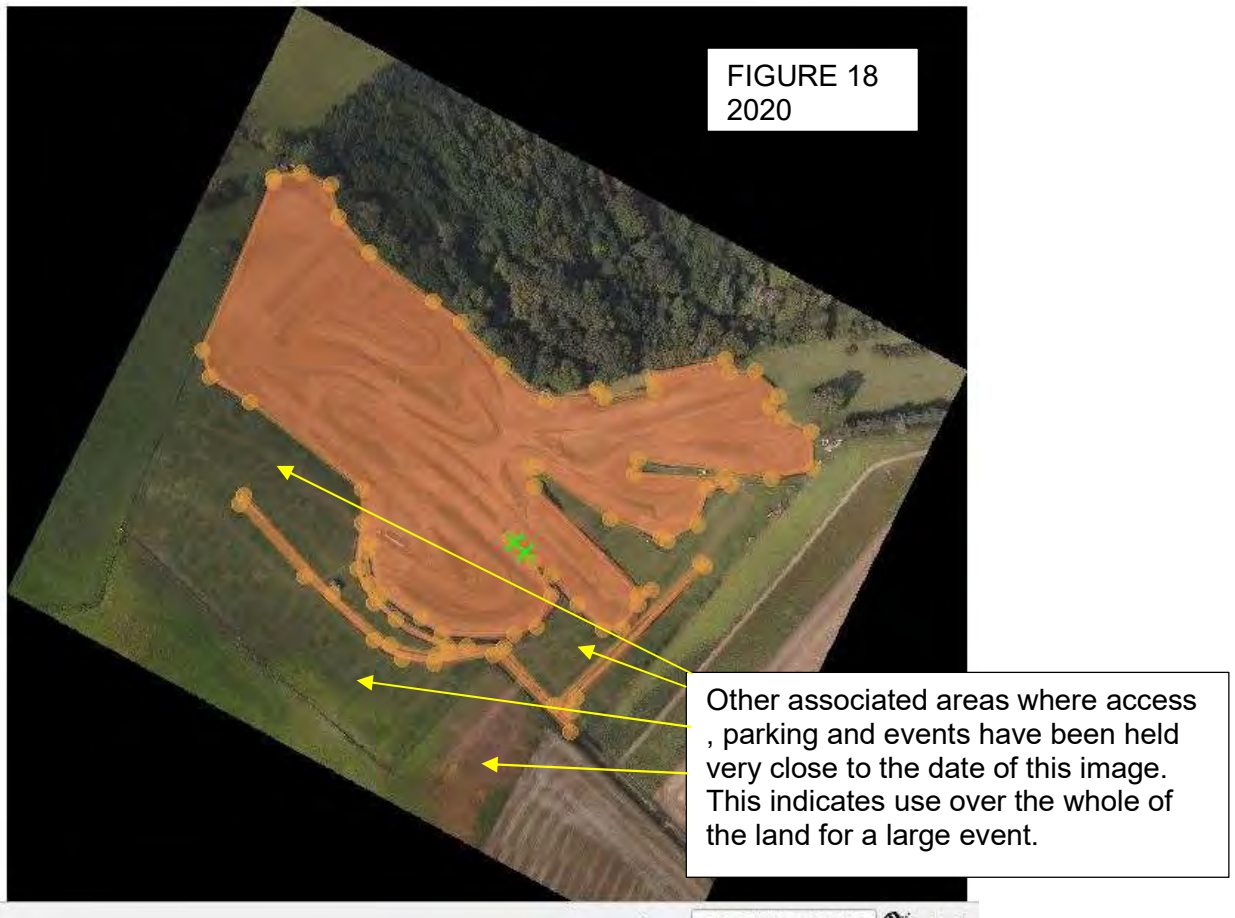 FIGURE 18
2020
Other associated areas where access
, parking and events have been held
very close to the date of this image.
This indicates use over the whole of
the land for a large event.